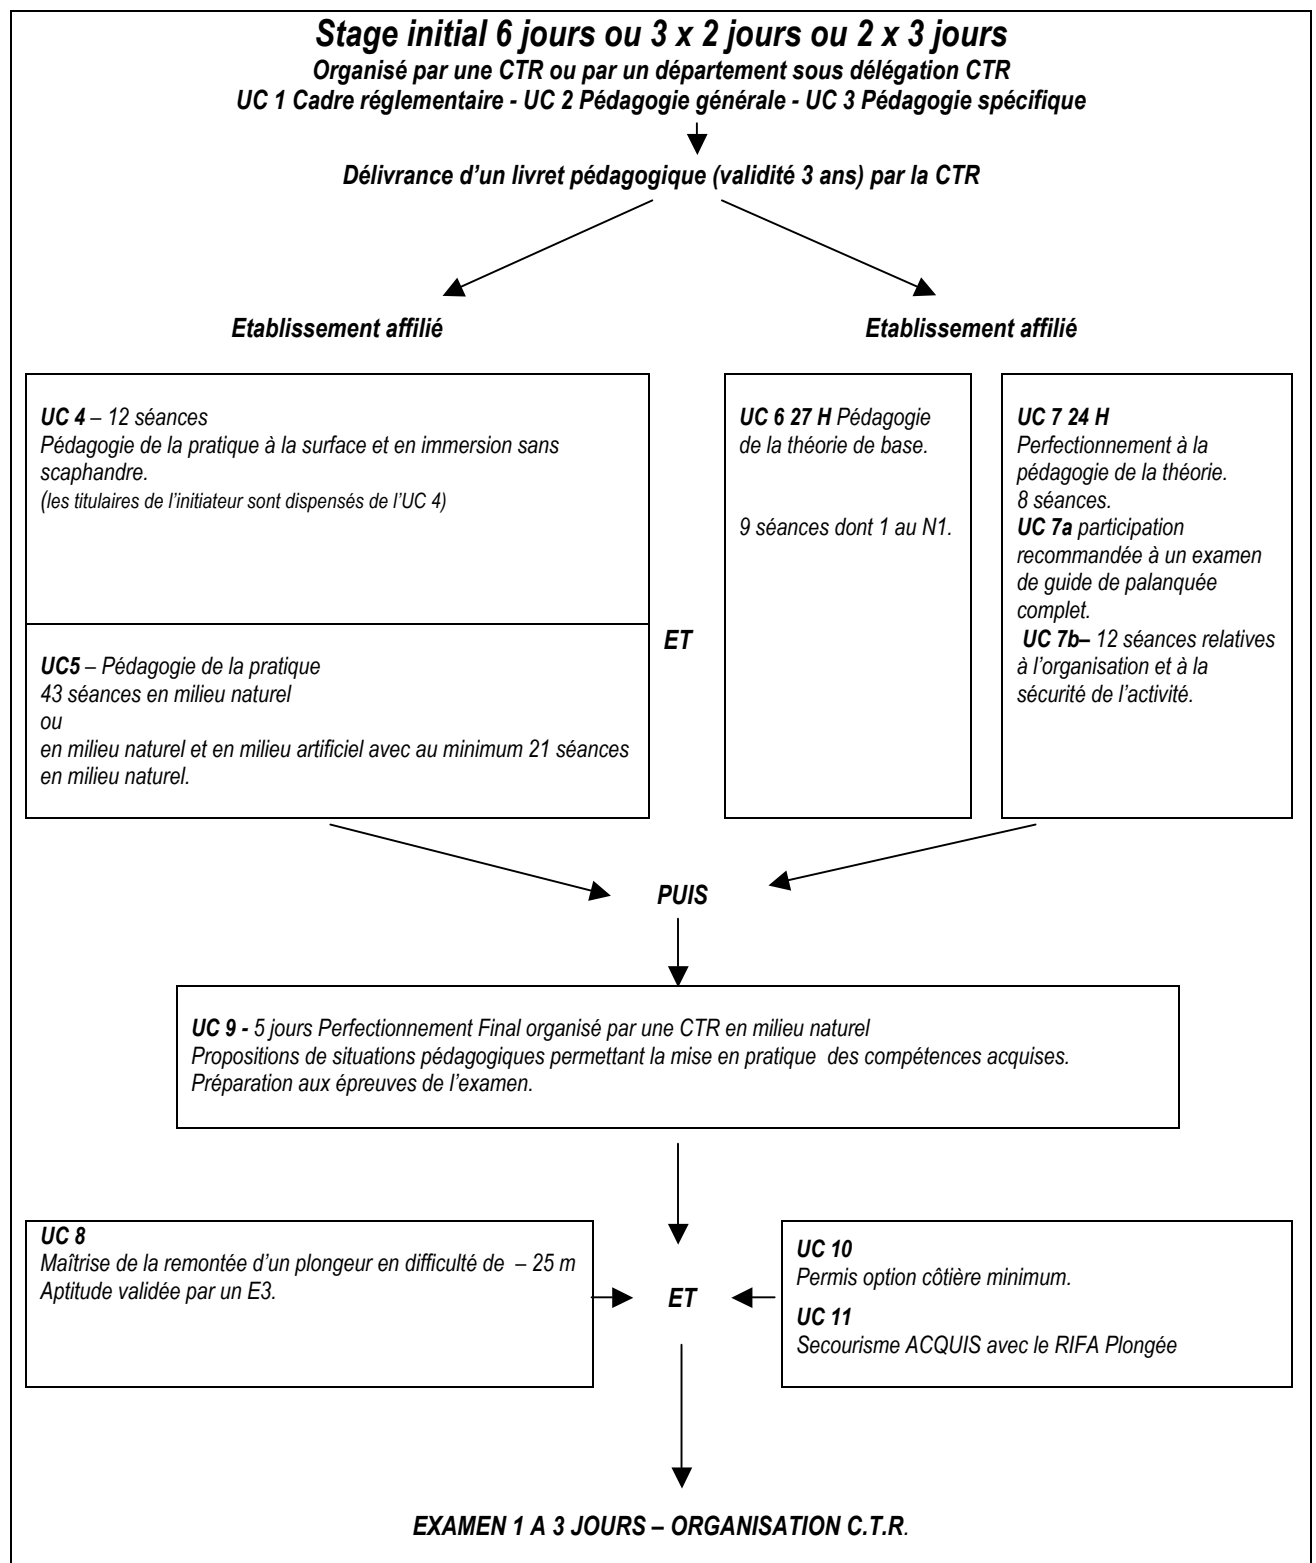 Stage initial 6 jours ou 3 x 2 jours ou 2 x 3 jours
Organisé par une CTR ou par un département sous délégation CTR
UC 1 Cadre réglementaire - UC 2 Pédagogie générale - UC 3 Pédagogie spécifique
Délivrance d'un livret pédagogique (validité 3 ans) par la CTR
Etablissement affilié
Etablissement affilié
UC 4 – 12 séances
Pédagogie de la pratique à la surface et en immersion sans
scaphandre.
(les titulaires de l'initiateur sont dispensés de l'UC 4)
UC5 – Pédagogie de la pratique
43 séances en milieu naturel
ou
en milieu naturel et en milieu artificiel avec au minimum 21 séances
en milieu naturel.
ET
UC 6 27 H Pédagogie
de la théorie de base.
9 séances dont 1 au N1.
UC 7 24 H
Perfectionnement à la
pédagogie de la théorie.
8 séances.
UC 7a participation
recommandée à un examen
de guide de palanquée
complet.
UC 7b– 12 séances relatives
à l'organisation et à la
sécurité de l'activité.
PUIS
UC 9 - 5 jours Perfectionnement Final organisé par une CTR en milieu naturel
Propositions de situations pédagogiques permettant la mise en pratique des compétences acquises.
Préparation aux épreuves de l'examen.
UC 8
Maîtrise de la remontée d'un plongeur en difficulté de – 25 m
Aptitude validée par un E3.
ET
UC 10
Permis option côtière minimum.
UC 11
Secourisme ACQUIS avec le RIFA Plongée
EXAMEN 1 A 3 JOURS – ORGANISATION C.T.R.